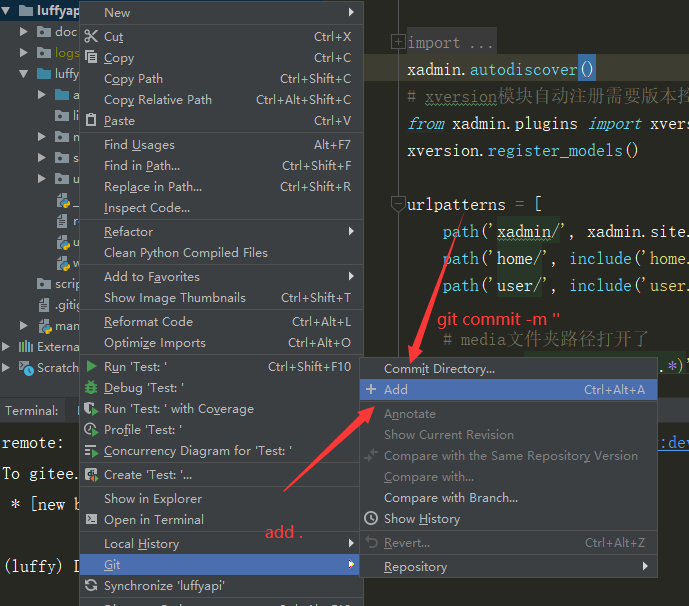 luffyap
doc
logs
luffy
.gitig
man
Externa
Scratch
Terminal:
remote:
To gitee.
* [new b
(luffy) D
New
Cut Ctrl+X
Copy Ctrl+C
Copy Path Ctrl+Shift+C
Copy Relative Path Ctrl+Alt+Shift+C
Paste Ctrl+V
Find Usages Alt+F7
Find in Path... Ctrl+Shift+F
Replace in Path... Ctrl+Shift+R
Inspect Code...
Refactor
Clean Python Compiled Files
Add to Favorites
Show Image Thumbnails Ctrl+Shift+T
Reformat Code Ctrl+Alt+L
Optimize Imports Ctrl+Alt+O
Run 'Test: ' Ctrl+Shift+F10
Debug 'Test: '
Run 'Test: ' with Coverage
Profile 'Test: '
Concurrency Diagram for 'Test: '
Create 'Test: '...
Show in Explorer
Open in Terminal
Local History
Git
Synchronize 'luffyapi'
add .
import ...
xadmin.autodiscover()
# xversion模块自动注册需要版本控
from xadmin.plugins import xvers
xversion.register_models()
urlpatterns = [
path('xadmin/', xadmin.site.
path('home/', include('home.
path('user/', include('user.
git commit -m ''
# media文件夹路径打开了
.*)'
Commit Directory...
Add Ctrl+Alt+A
Annotate
Show Current Revision
Compare with the Same Repository Version
Compare with...
Compare with Branch...
Show History
Revert... Ctrl+Alt+Z
Repository
:dev